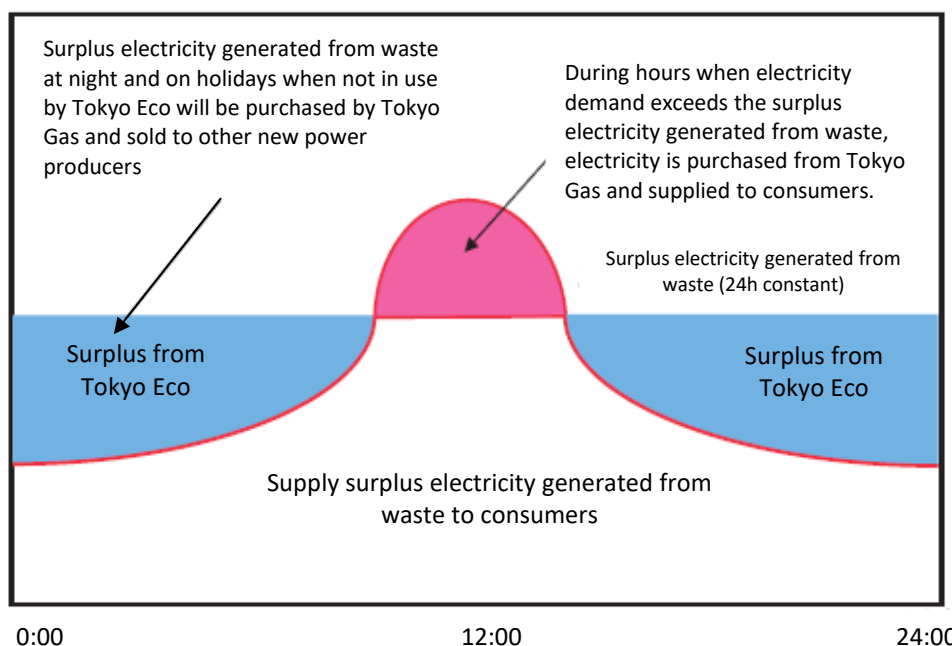 Surplus electricity generated from waste
at night and on holidays when not in use
by Tokyo Eco will be purchased by Tokyo
Gas and sold to other new power
producers
During hours when electricity
demand exceeds the surplus
electricity generated from waste,
electricity is purchased from Tokyo
Gas and supplied to consumers.
Surplus electricity generated from
waste (24h constant)
Surplus from
Tokyo Eco
Surplus from
Tokyo Eco
Supply surplus electricity generated from
waste to consumers
0:00
12:00
24:00